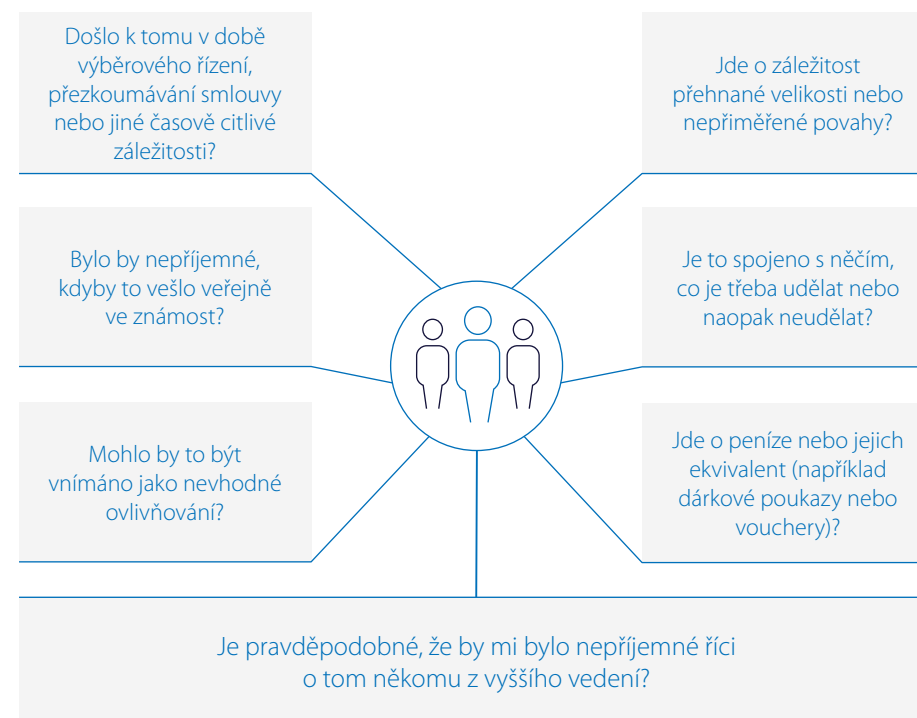 Došlo k tomu v době
výběrového řízení,
přezkoumávání smlouvy
nebo jiné časově citlivé
záležitosti?
Jde o záležitost
přehnané velikosti nebo
nepřiměřené povahy?
Bylo by nepříjemné,
kdyby to vešlo veřejně
ve známost?
Je to spojeno s něčím,
co je třeba udělat nebo
naopak neudělat?
Mohlo by to být
vnímáno jako nevhodné
ovlivňování?
Jde o peníze nebo jejich
ekvivalent (například
dárkové poukazy nebo
vouchery)?
Je pravděpodobné, že by mi bylo nepříjemné říci
o tom někomu z vyššího vedení?